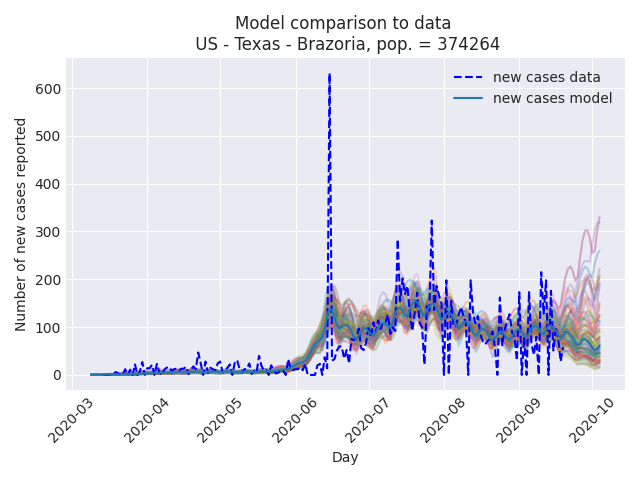 Model comparison to data
US - Texas - Brazoria, pop. = 374264
new cases data
new cases model
Number of new cases reported
600
500
400
300
200
100
0
2020-03
2020-04
2020-05
2020-06
2020-07
2020-08
2020-09
2020-10
Day